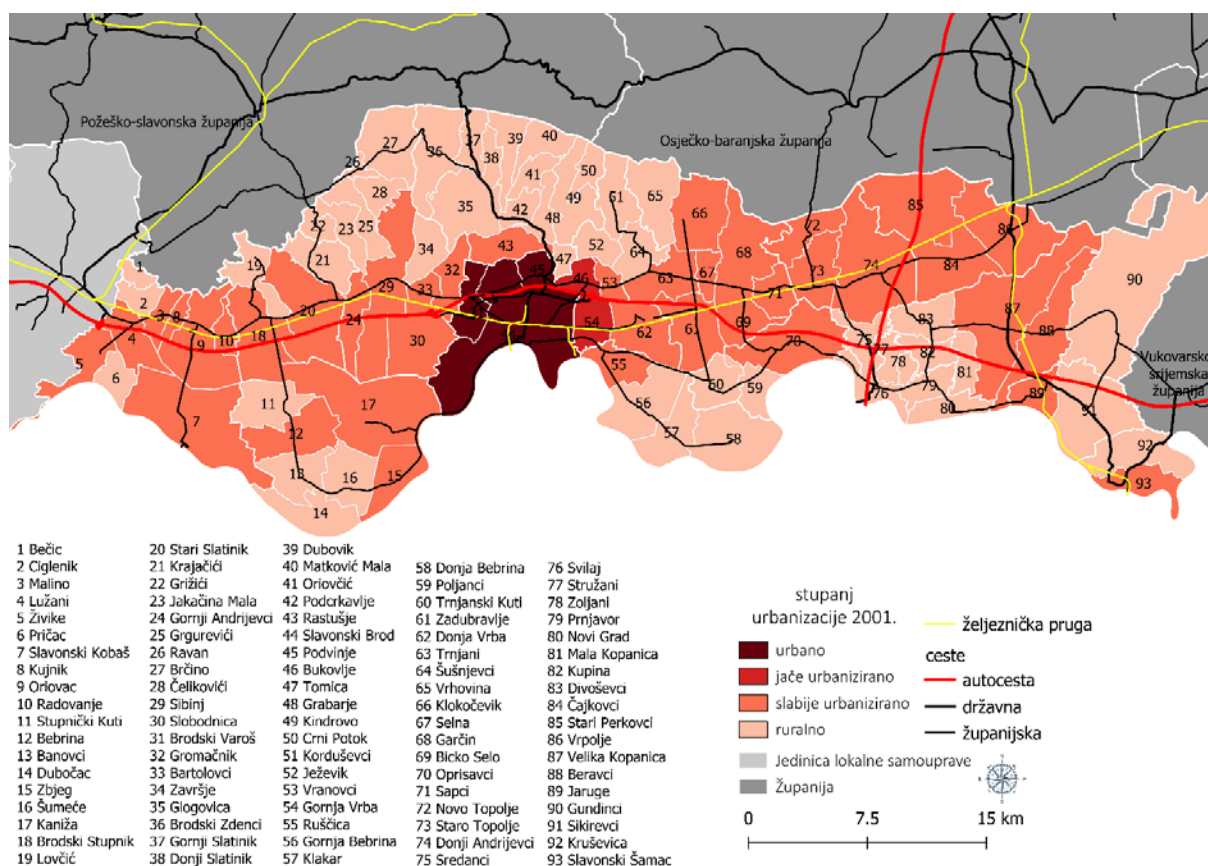 Požeško-slavonska županija
Osječko-baranjska županija
Vukovarsko
srijemska
županija
1 Bečic
2 Ciglenik
3 Malino
4 Lužani
5 Živike
6 Pričac
7 Slavonski Kobaš
8 Kujnik
9 Oriovac
10 Radovanje
11 Stupnički Kuti
12 Bebrina
13 Banovci
14 Dubočac
15 Zbjeg
16 Šumeće
17 Kaniža
18 Brodski Stupnik
19 Lovčić
20 Stari Slatinik
21 Krajačići
22 Grižići
23 Jakačina Mala
24 Gornji Andrijevci
25 Grgurevići
26 Ravan
27 Brčino
28 Čelikovići
29 Sibinj
30 Slobodnica
31 Brodski Varoš
32 Gromačnik
33 Bartolovci
34 Završje
35 Glogovica
36 Brodski Zdenci
37 Gornji Slatinik
38 Donji Slatinik
39 Dubovik
40 Matković Mala
41 Oriovčić
42 Podcrkavlje
43 Rastušje
44 Slavonski Brod
45 Podvinje
46 Bukovlje
47 Tomica
48 Grabarje
49 Kindrovo
50 Crni Potok
51 Korduševci
52 Ježevik
53 Vranovci
54 Gornja Vrba
55 Ruščica
56 Gornja Bebrina
57 Klakar
58 Donja Bebrina
59 Poljanci
60 Trnjanski Kuti
61 Zadubravlje
62 Donja Vrba
63 Trnjani
64 Šušnjevci
65 Vrhovina
66 Klokočevik
67 Selna
68 Garčin
69 Bicko Selo
70 Oprisavci
71 Sapci
72 Novo Topolje
73 Staro Topolje
74 Donji Andrijevci
75 Sredanci
76 Svilaj
77 Stružani
78 Zoljani
79 Prnjavor
80 Novi Grad
81 Mala Kopanica
82 Kupina
83 Divoševci
84 Čajkovci
85 Stari Perkovci
86 Vrpolje
87 Velika Kopanica
88 Beravci
89 Jaruge
90 Gundinci
91 Sikirevci
92 Kruševica
93 Slavonski Šamac
stupanj
urbanizacije 2001.
urbano
jače urbanizirano
slabije urbanizirano
ruralno
Jedinica lokalne samouprave
Županija
željeznička pruga
ceste
autocesta
državna
županijska
0 7.5 15 km